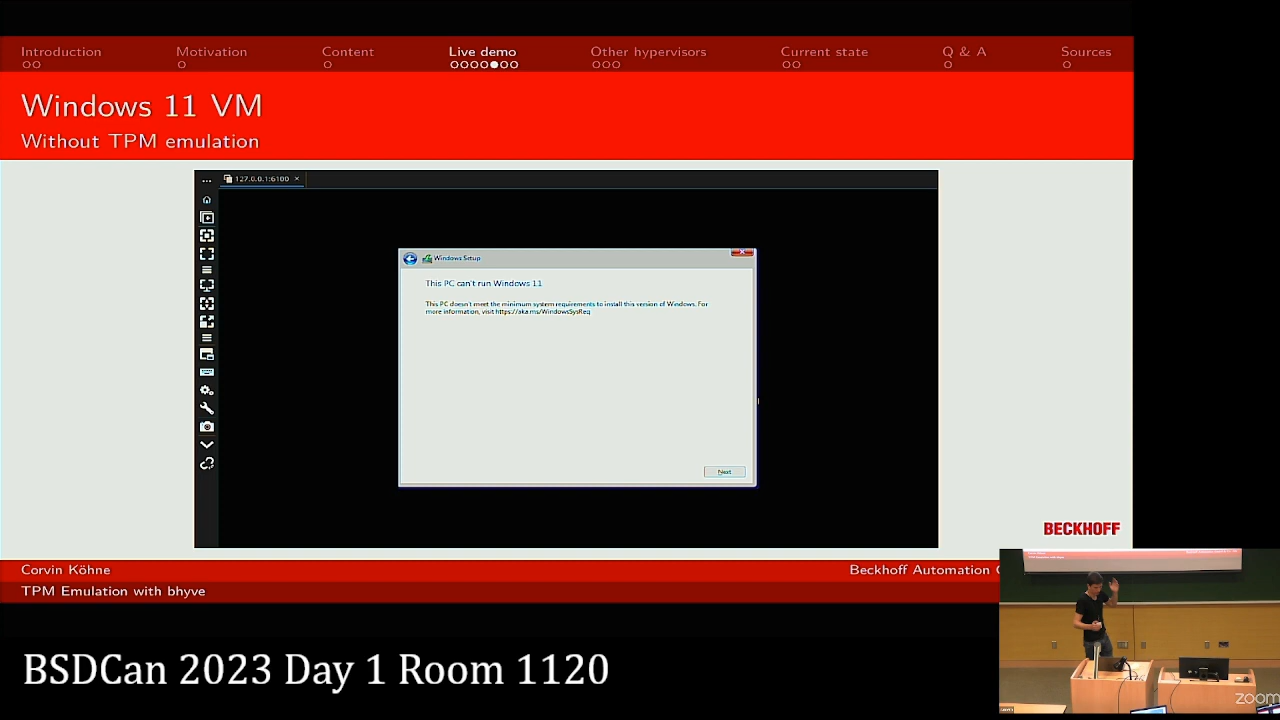 Introduction Motivation Content Live demo Other hypervisors Current state Q & A Sources
Windows 11 VM
Without TPM emulation
127.0.0.1:6100
Windows Setup
This PC can't run Windows 11
This PC doesn't meet the minimum system requirements to install this version of Windows. For
more information, visit https://aka.ms/WindowsSysReq
Next
BECKHOFF
Corvin Köhne Beckhoff Automation
TPM Emulation with bhyve
BSDCan 2023 Day 1 Room 1120
zoom